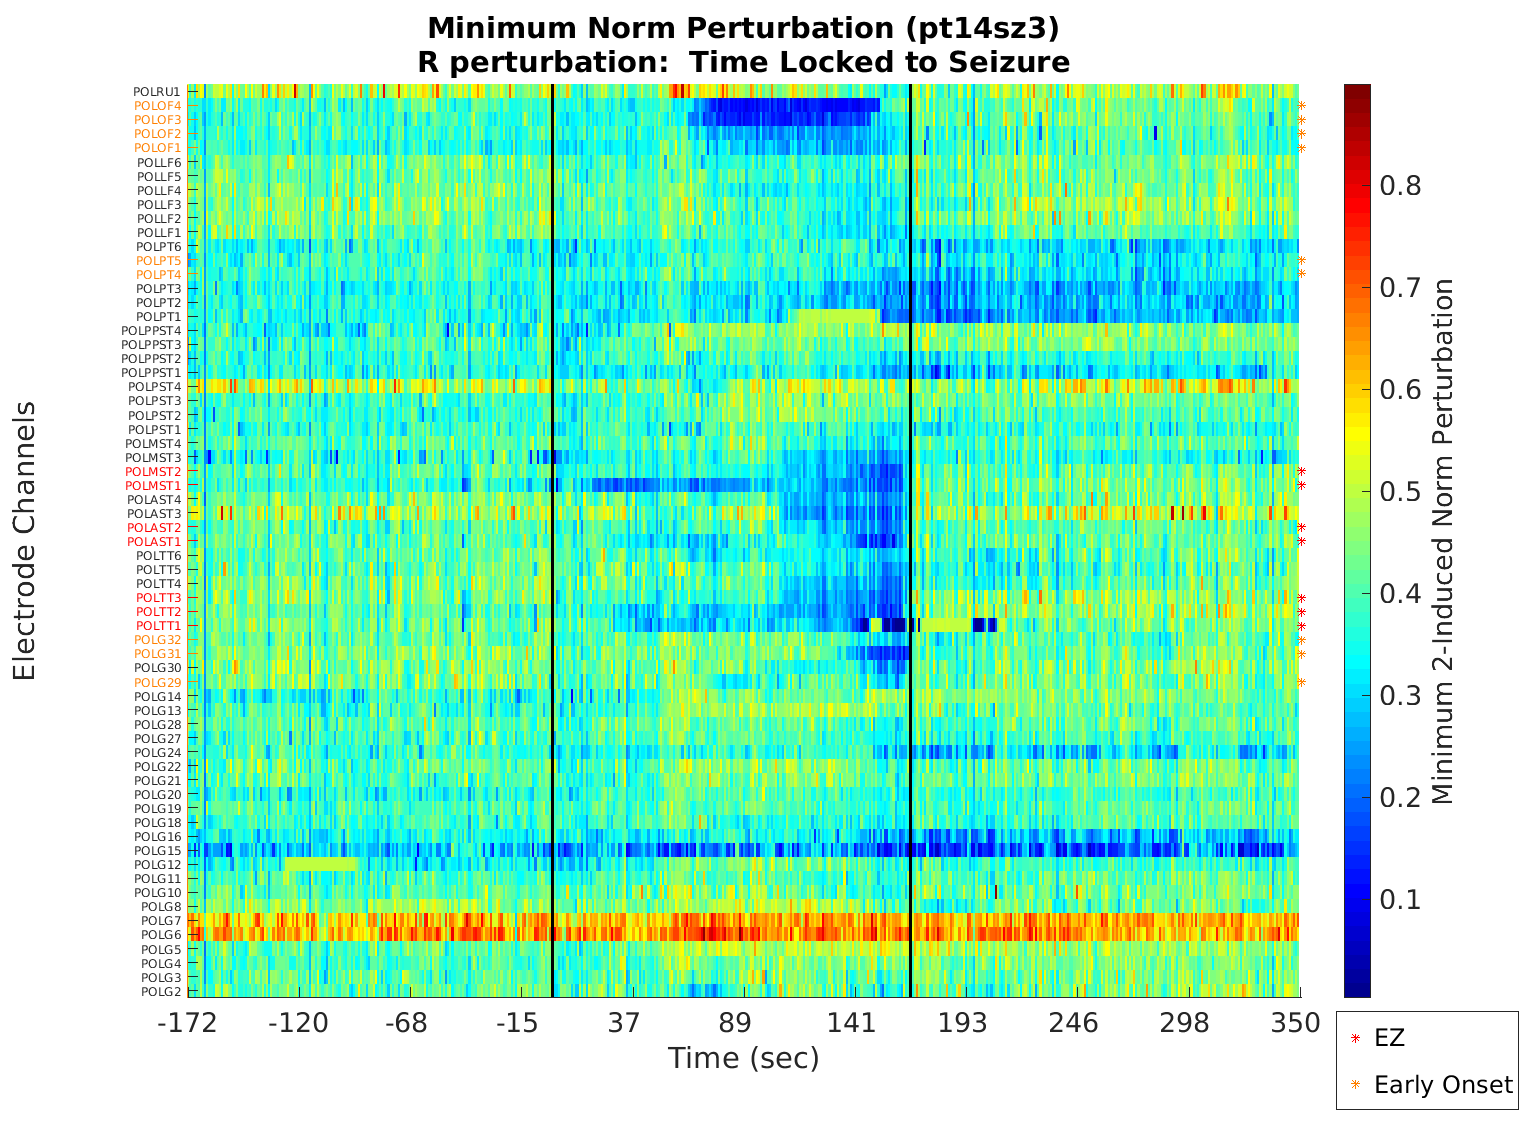 Minimum Norm Perturbation (pt14sz3)
R perturbation:  Time Locked to Seizure
Electrode Channels
POLRU1
POLOF4
POLOF3
POLOF2
POLOF1
POLLF6
POLLF5
POLLF4
POLLF3
POLLF2
POLLF1
POLPT6
POLPT5
POLPT4
POLPT3
POLPT2
POLPT1
POLPPST4
POLPPST3
POLPPST2
POLPPST1
POLPST4
POLPST3
POLPST2
POLPST1
POLMST4
POLMST3
POLMST2
POLMST1
POLAST4
POLAST3
POLAST2
POLAST1
POLTT6
POLTT5
POLTT4
POLTT3
POLTT2
POLTT1
POLG32
POLG31
POLG30
POLG29
POLG14
POLG13
POLG28
POLG27
POLG24
POLG22
POLG21
POLG20
POLG19
POLG18
POLG16
POLG15
POLG12
POLG11
POLG10
POLG8
POLG7
POLG6
POLG5
POLG4
POLG3
POLG2
-172 -120 -68 -15 37 89 141 193 246 298 350
Time (sec)
0.8
0.7
0.6
0.5
0.4
0.3
0.2
0.1
Minimum 2-Induced Norm Perturbation
EZ
Early Onset